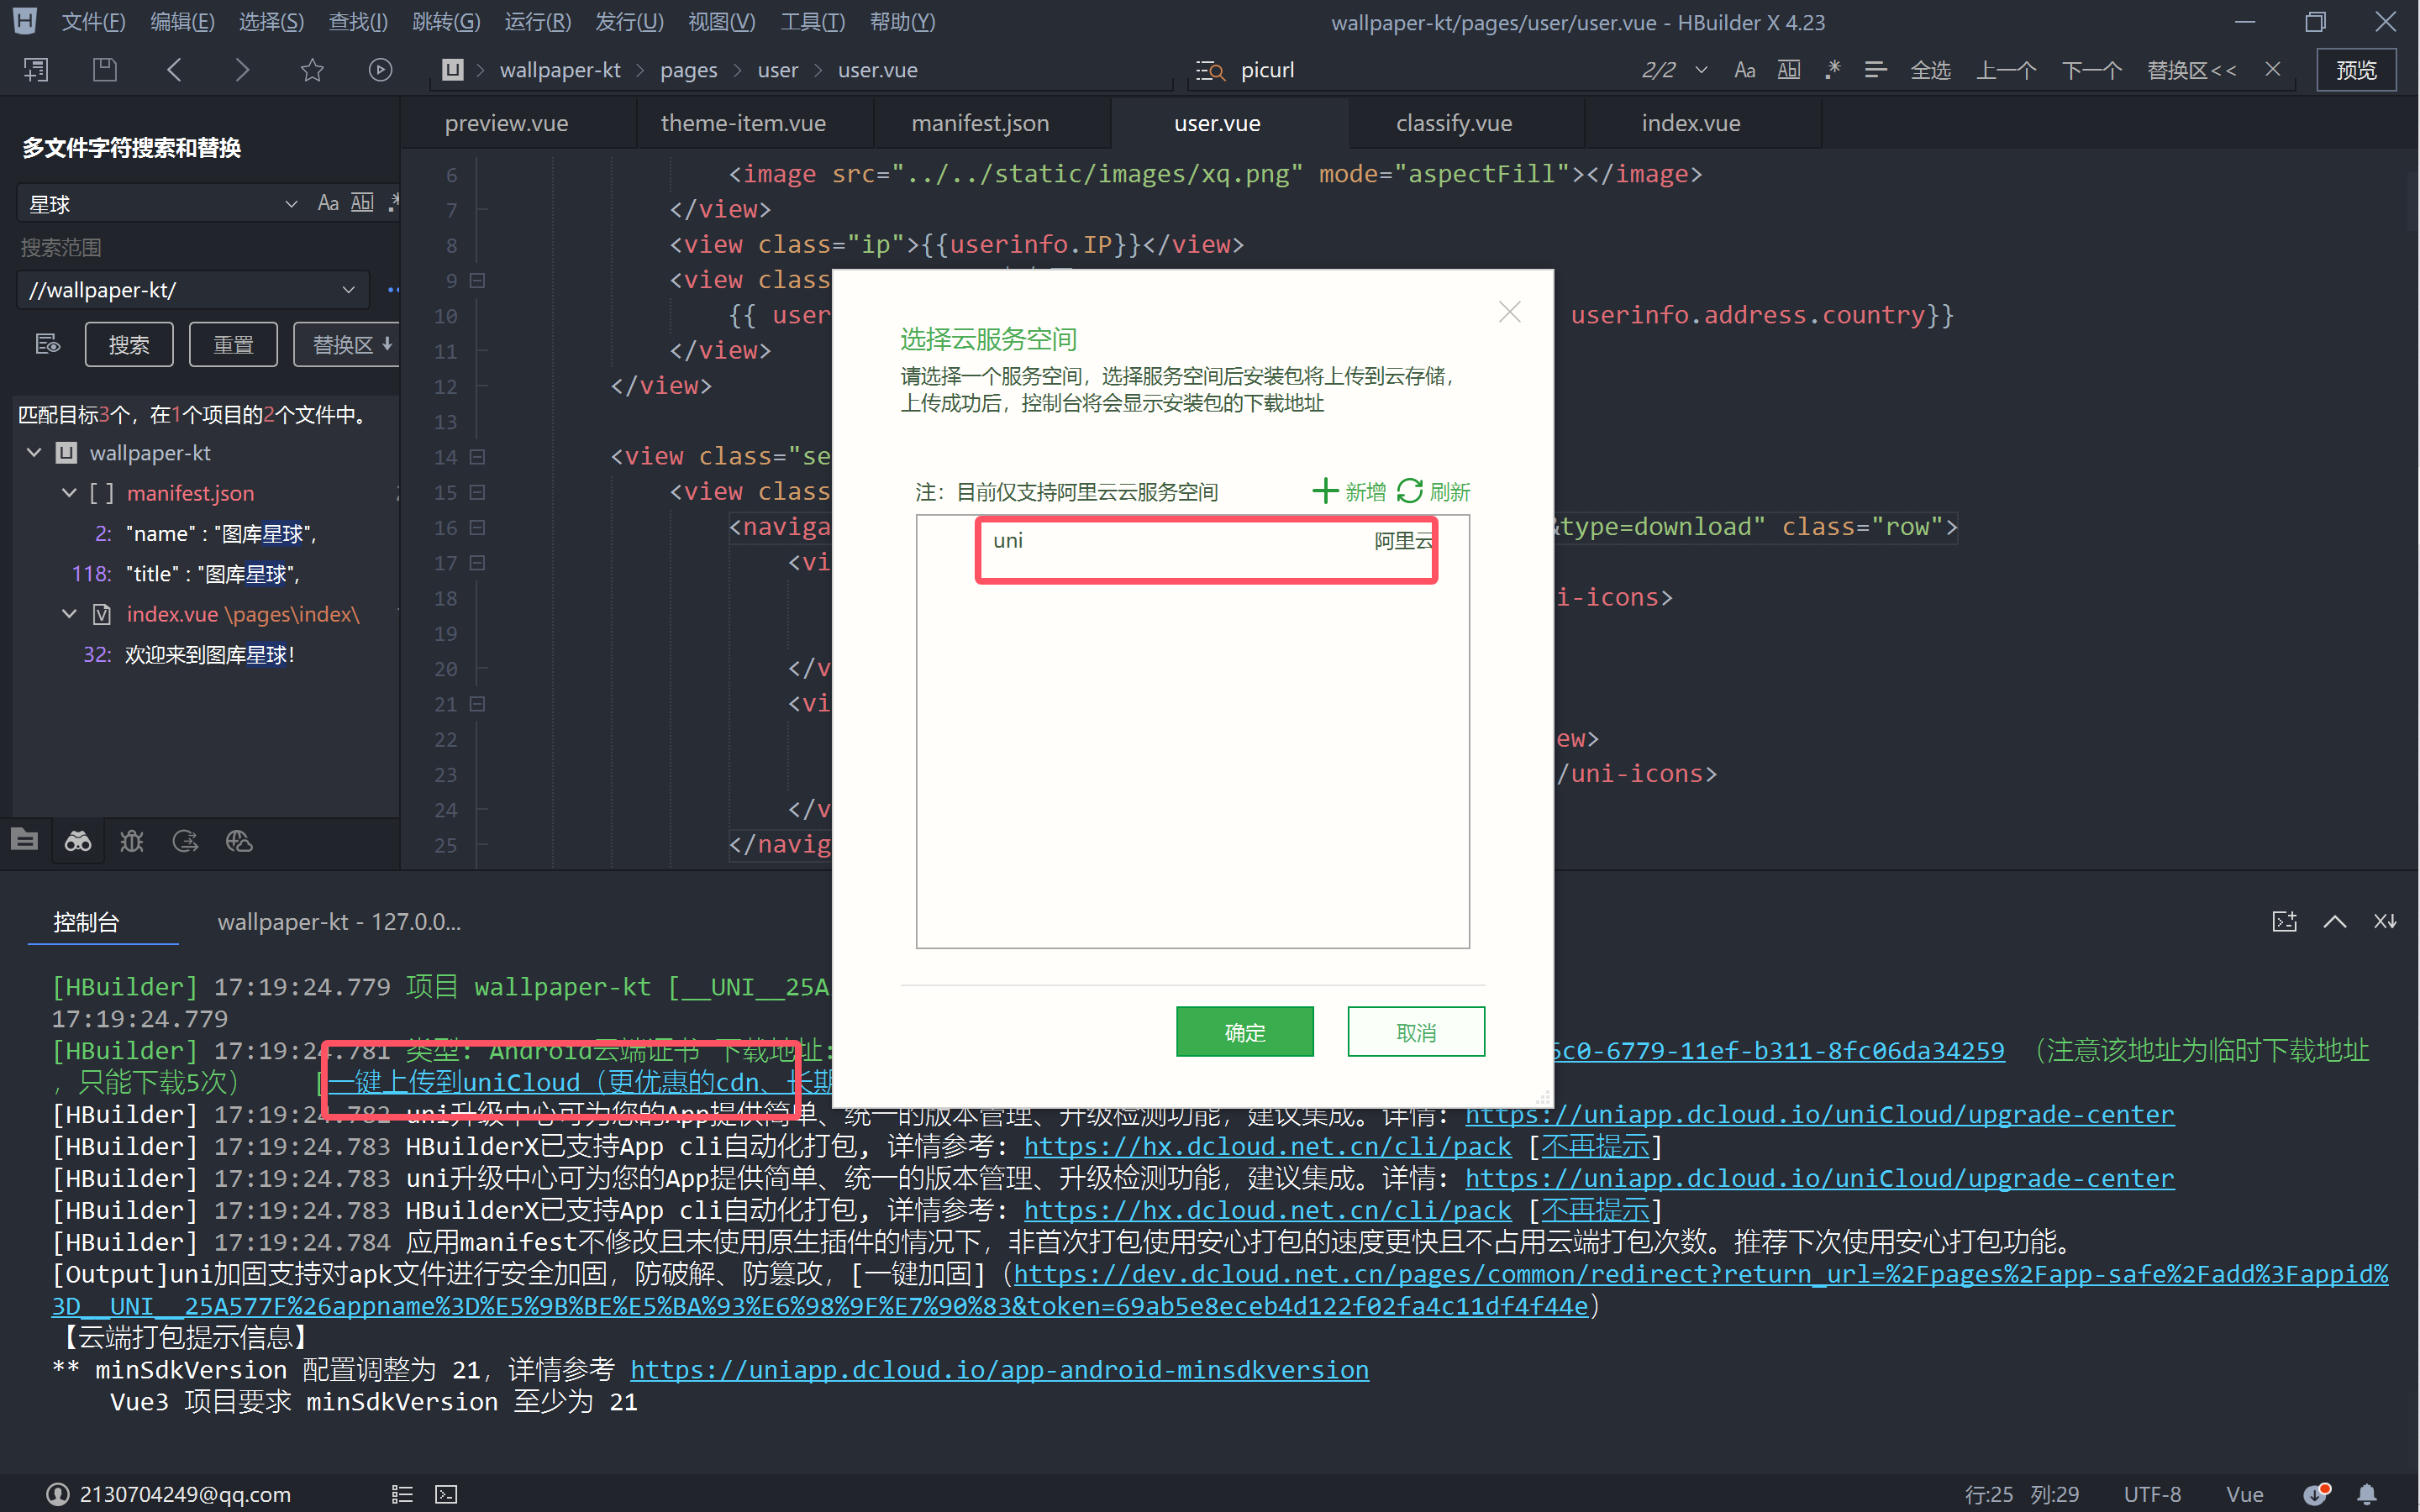 文件(F) 编辑(E) 选择(S) 查找(I) 跳转(G) 运行(R) 发行(U) 视图(V) 工具(T) 帮助(Y)
wallpaper-kt/pages/user/user.vue - HBuilder X 4.23
wallpaper-kt > pages > user > user.vue
picurl 2/2 Aa Abl .* 全选 上一个 下一个 替换区<< 预览
多文件字符搜索和替换
星球 Aa Abl .*
搜索范围
//wallpaper-kt/
搜索 重置 替换区
匹配目标3个，在1个项目的2个文件中。
wallpaper-kt
[ ] manifest.json
2: "name" : "图库星球",
118: "title" : "图库星球",
index.vue \pages\index\
32: 欢迎来到图库星球！
preview.vue theme-item.vue manifest.json user.vue classify.vue index.vue
6 <image src="../../static/images/xq.png" mode="aspectFill"></image>
7 </view>
8 <view class="ip">{{userinfo.IP}}</view>
9 <view clas
10 {{ user userinfo.address.country}}
11 </view>
12 </view>
13
14 <view class="se
15 <view clas
16 <naviga &type=download" class="row">
17 <vi
18 i-icons>
19
20 </v
21 <vi
22 ew>
23 /uni-icons>
24 </v
25 </navig
选择云服务空间
请选择一个服务空间，选择服务空间后安装包将上传到云存储，
上传成功后，控制台将会显示安装包的下载地址
注：目前仅支持阿里云云服务空间 新增 刷新
uni 阿里云
确定 取消
控制台 wallpaper-kt - 127.0.0...
[HBuilder] 17:19:24.779 项目 wallpaper-kt [__UNI__25A
17:19:24.779
[HBuilder] 17:19:24.781 类型: Android云端证书 下载地址: 5c0-6779-11ef-b311-8fc06da34259 （注意该地址为临时下载地址
，只能下载5次） [一键上传到uniCloud（更优惠的cdn、长期
[HBuilder] 17:19:24.782 uni升级中心可为您的App提供简单、统一的版本管理、升级检测功能，建议集成。详情: https://uniapp.dcloud.io/uniCloud/upgrade-center
[HBuilder] 17:19:24.783 HBuilderX已支持App cli自动化打包, 详情参考: https://hx.dcloud.net.cn/cli/pack [不再提示]
[HBuilder] 17:19:24.783 uni升级中心可为您的App提供简单、统一的版本管理、升级检测功能，建议集成。详情: https://uniapp.dcloud.io/uniCloud/upgrade-center
[HBuilder] 17:19:24.783 HBuilderX已支持App cli自动化打包, 详情参考: https://hx.dcloud.net.cn/cli/pack [不再提示]
[HBuilder] 17:19:24.784 应用manifest不修改且未使用原生插件的情况下，非首次打包使用安心打包的速度更快且不占用云端打包次数。推荐下次使用安心打包功能。
[Output]uni加固支持对apk文件进行安全加固，防破解、防篡改，[一键加固]（https://dev.dcloud.net.cn/pages/common/redirect?return_url=%2Fpages%2Fapp-safe%2Fadd%3Fappid%
3D__UNI__25A577F%26appname%3D%E5%9B%BE%E5%BA%93%E6%98%9F%E7%90%83&token=69ab5e8eceb4d122f02fa4c11df4f44e）
【云端打包提示信息】
** minSdkVersion 配置调整为 21，详情参考 https://uniapp.dcloud.io/app-android-minsdkversion
Vue3 项目要求 minSdkVersion 至少为 21
2130704249@qq.com
行:25 列:29 UTF-8 Vue